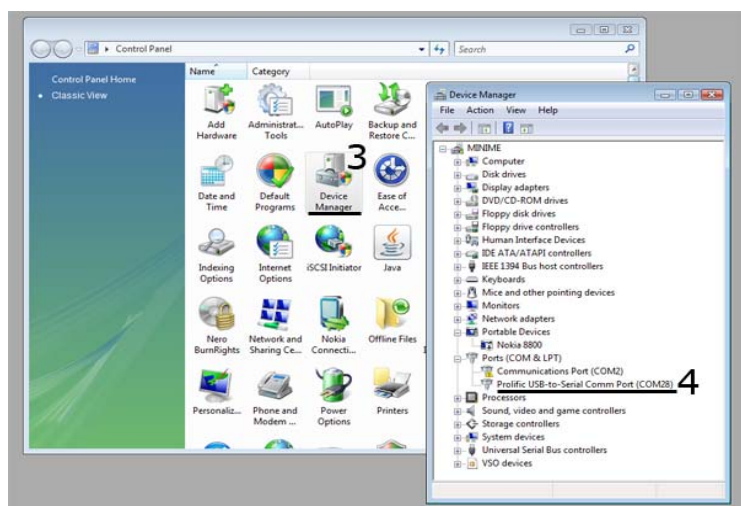 Control Panel
Search
Control Panel Home
Classic View
Name
Category
Add Hardware
Administrat... Tools
AutoPlay
Backup and Restore C...
Date and Time
Default Programs
Device Manager
3
Ease of Acce...
Indexing Options
Internet Options
iSCSI Initiator
Java
Nero BurnRights
Network and Sharing Ce...
Nokia Connecti...
Offline Files
Personaliz...
Phone and Modem ...
Power Options
Printers
Device Manager
File Action View Help
MINIME
Computer
Disk drives
Display adapters
DVD/CD-ROM drives
Floppy disk drives
Floppy drive controllers
Human Interface Devices
IDE ATA/ATAPI controllers
IEEE 1394 Bus host controllers
Keyboards
Mice and other pointing devices
Monitors
Network adapters
Portable Devices
Nokia 8800
Ports (COM & LPT)
Communications Port (COM2)
Prolific USB-to-Serial Comm Port (COM28) 4
Processors
Sound, video and game controllers
Storage controllers
System devices
Universal Serial Bus controllers
VSO devices